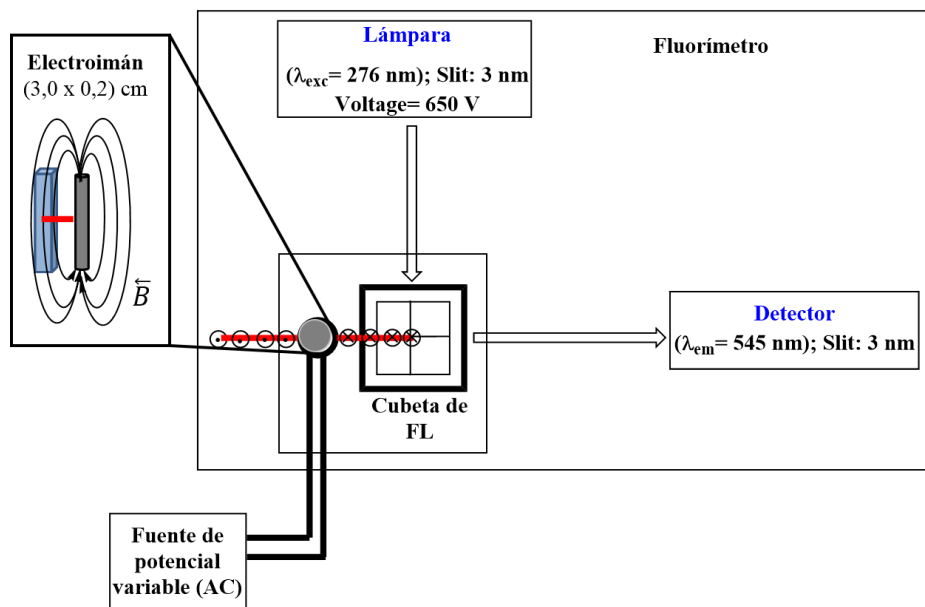 Electroimán
(3,0 x 0,2) cm
B
Lámpara
(λexc= 276 nm); Slit: 3 nm
Voltage= 650 V
Fluorímetro
Detector
(λem= 545 nm); Slit: 3 nm
Cubeta de
FL
Fuente de
potencial
variable (AC)